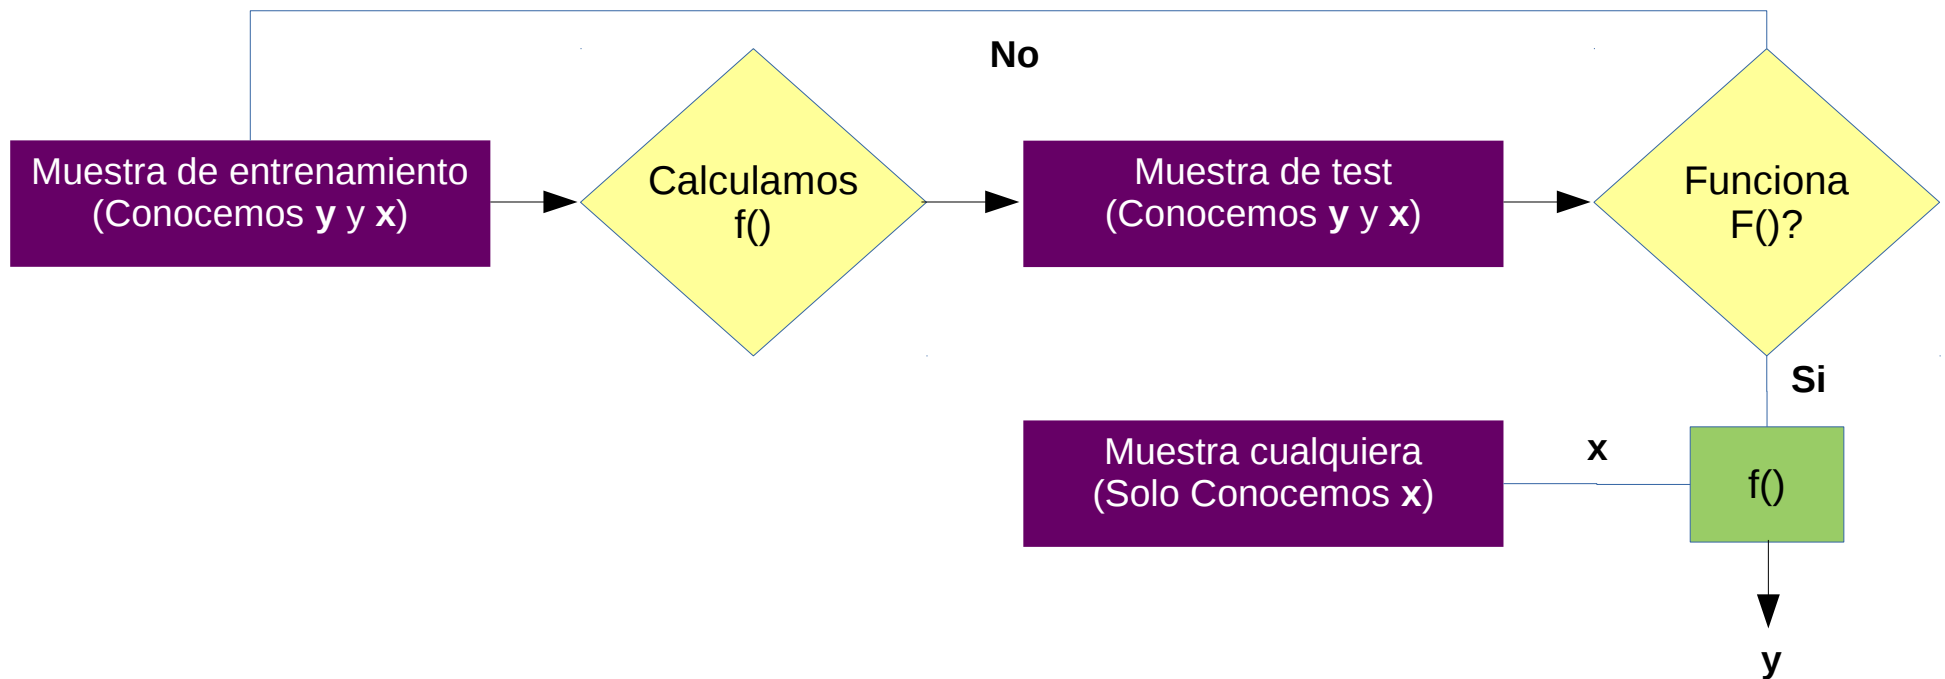 No
Muestra de entrenamiento
(Conocemos y y x)
Calculamos
f()
Muestra de test
(Conocemos y y x)
Funciona
F()?
Si
Muestra cualquiera
(Solo Conocemos x)
x
f()
y